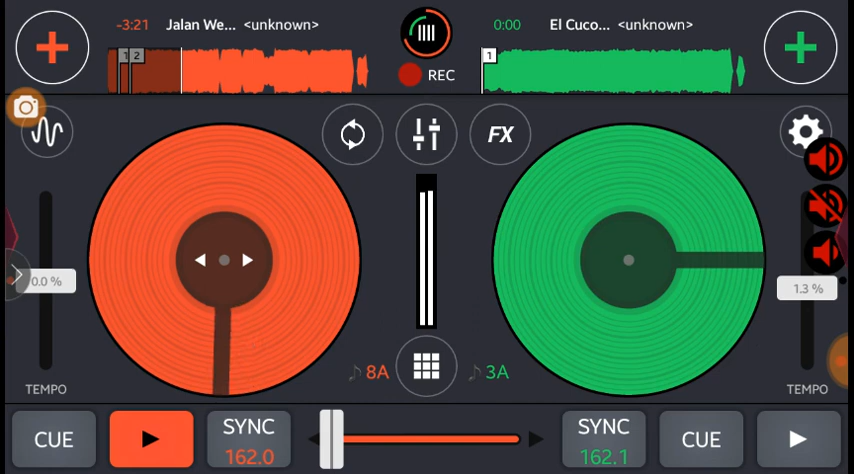 -3:21 Jalan We... <unknown>
0:00 El Cuco... <unknown>
1 2
1
REC
FX
0.0 %
1.3 %
8A
3A
TEMPO
TEMPO
CUE
SYNC
162.0
SYNC
162.1
CUE